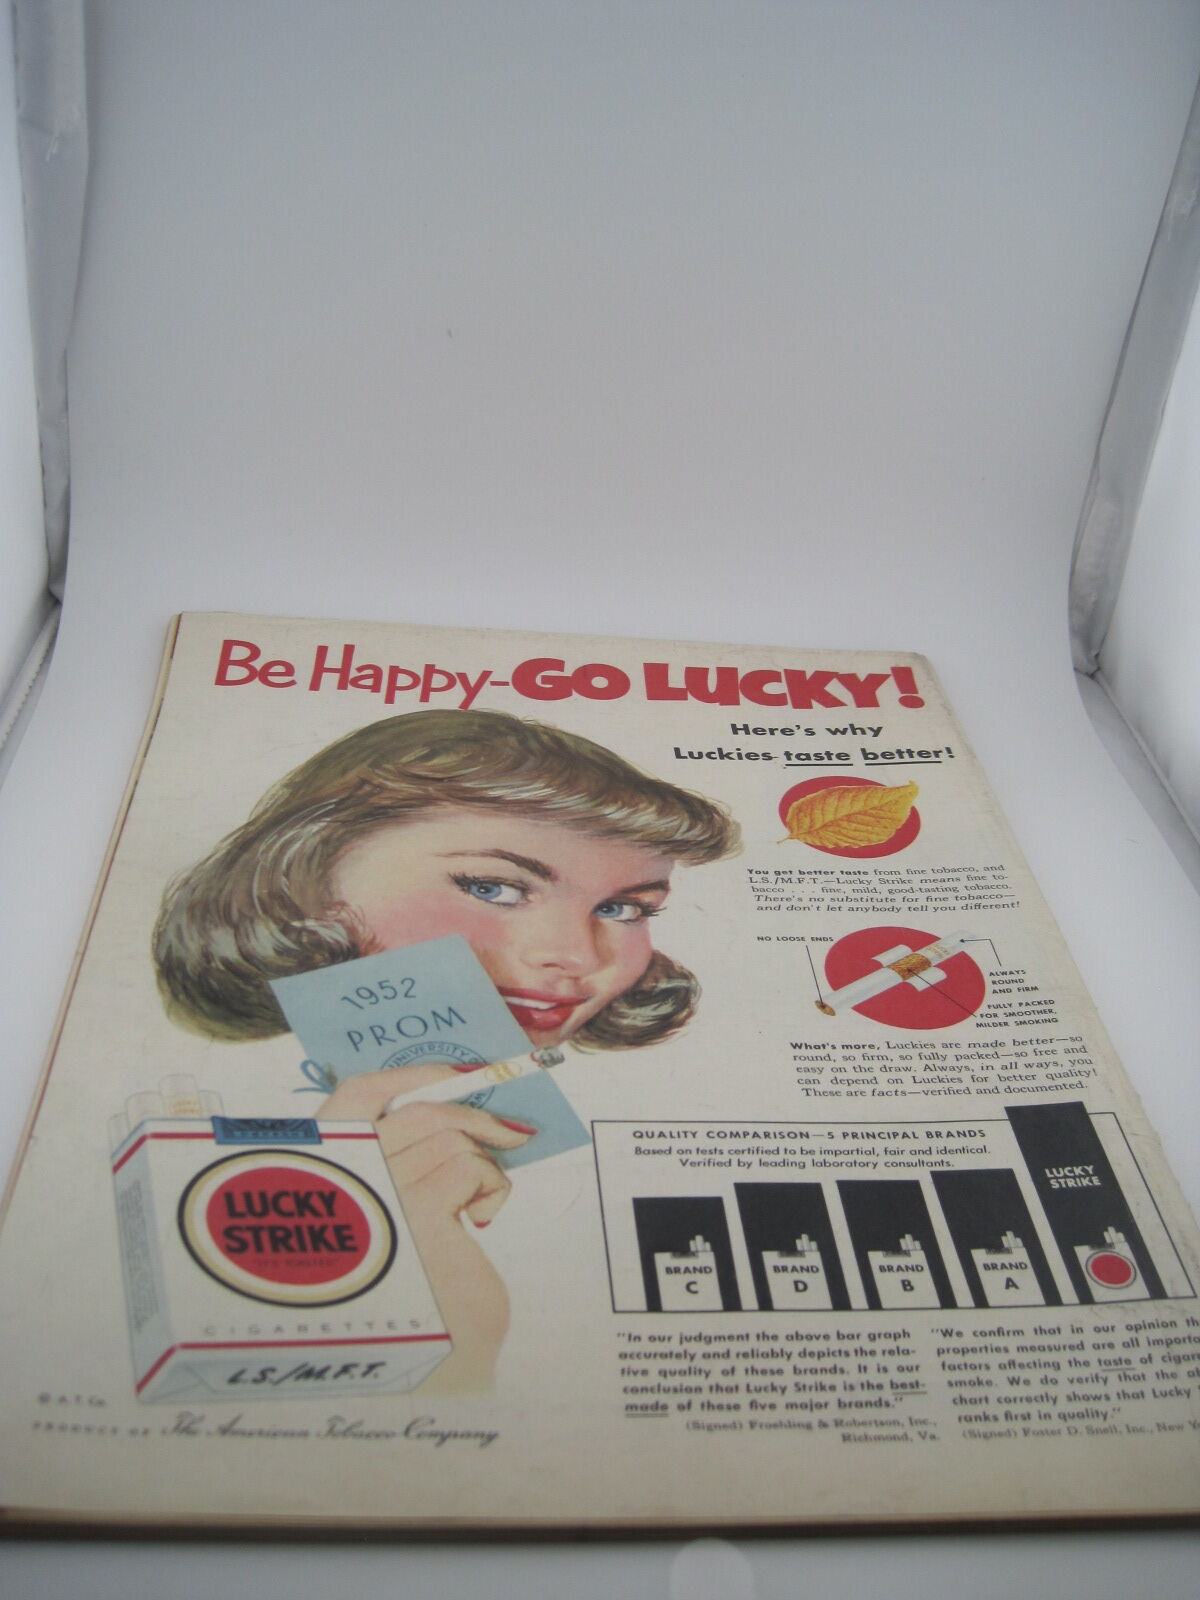 Be Happy-GO LUCKY!
Here's why
Luckies taste better!
You get better taste from fine tobacco, and
L.S./M.F.T.—Lucky Strike means fine to-
bacco . . . fine, mild, good-tasting tobacco.
There's no substitute for fine tobacco—
and don't let anybody tell you different!
NO LOOSE ENDS
ALWAYS
ROUND
AND FIRM
FULLY PACKED
FOR SMOOTHER,
MILDER SMOKING
What's more, Luckies are made better—so
round, so firm, so fully packed—so free and
easy on the draw. Always, in all ways, you
can depend on Luckies for better quality!
These are facts—verified and documented.
1952
PROM
UNIVERSITY
QUALITY COMPARISON—5 PRINCIPAL BRANDS
Based on tests certified to be impartial, fair and identical.
Verified by leading laboratory consultants.
LUCKY
STRIKE
BRAND
C
BRAND
D
BRAND
B
BRAND
A
LUCKY
STRIKE
"IT'S TOASTED"
CIGARETTES
L.S./M.F.T.
"In our judgment the above bar graph
accurately and reliably depicts the rela-
tive quality of these brands. It is our
conclusion that Lucky Strike is the best-
made of these five major brands."
(Signed) Froehling & Robertson, Inc.,
Richmond, Va.
"We confirm that in our opinion th
properties measured are all importa
factors affecting the taste of cigare
smoke. We do verify that the ab
chart correctly shows that Lucky
ranks first in quality."
(Signed) Foster D. Snell, Inc., New Yo
© A.T. Co.
PRODUCT OF The American Tobacco Company